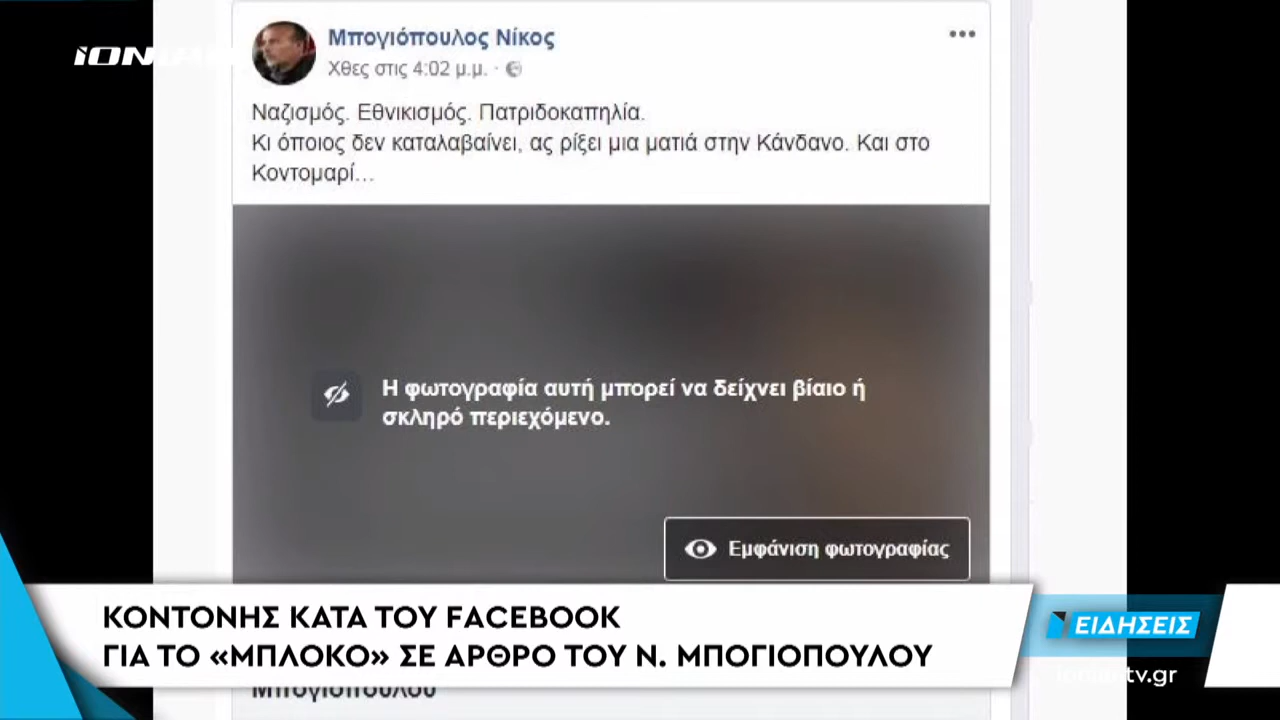 Μπογιόπουλος Νίκος
Χθες στις 4:02 μ.μ.
Ναζισμός. Εθνικισμός. Πατριδοκαπηλία.
Κι όποιος δεν καταλαβαίνει, ας ρίξει μια ματιά στην Κάνδανο. Και στο
Κοντομαρί...
Η φωτογραφία αυτή μπορεί να δείχνει βίαιο ή
σκληρό περιεχόμενο.
Εμφάνιση φωτογραφίας
ΚΟΝΤΟΝΗΣ ΚΑΤΑ ΤΟΥ FACEBOOK
ΓΙΑ ΤΟ «ΜΠΛΟΚΟ» ΣΕ ΑΡΘΡΟ ΤΟΥ Ν. ΜΠΟΓΙΟΠΟΥΛΟΥ
ΕΙΔΗΣΕΙΣ
Μπογιόπουλου